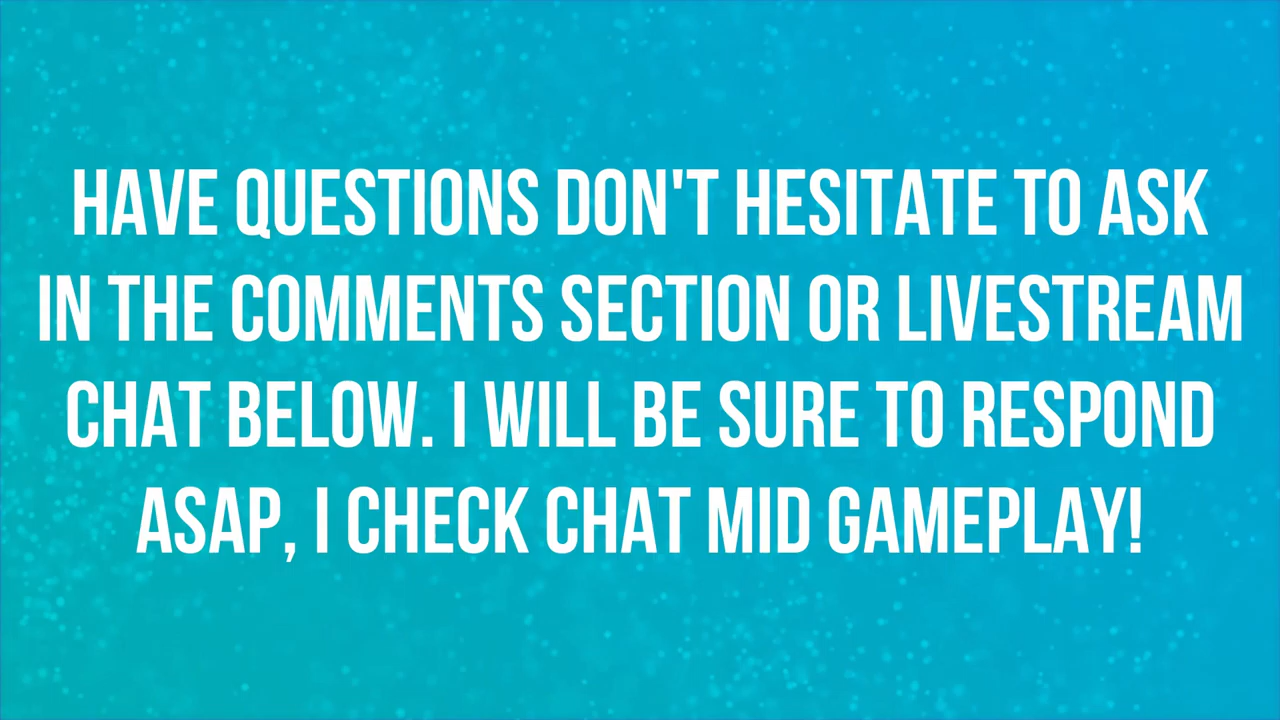 HAVE QUESTIONS DON'T HESITATE TO ASK
IN THE COMMENTS SECTION OR LIVESTREAM
CHAT BELOW. I WILL BE SURE TO RESPOND
ASAP, I CHECK CHAT MID GAMEPLAY!